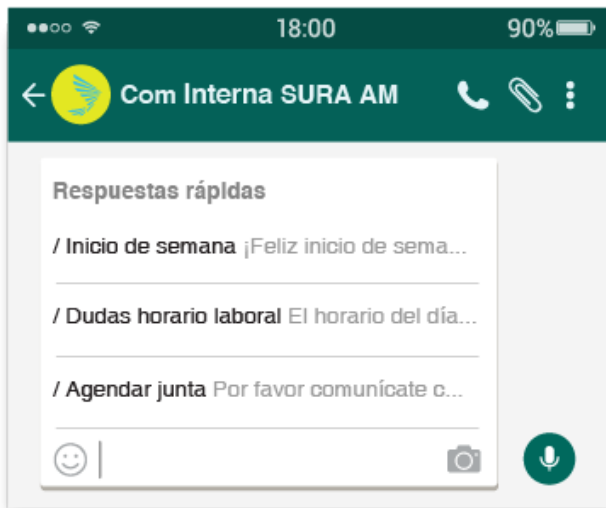 18:00 90%
Com Interna SURA AM
Respuestas rápidas
/ Inicio de semana ¡Feliz inicio de sema...
/ Dudas horario laboral El horario del día...
/ Agendar junta Por favor comunícate c...